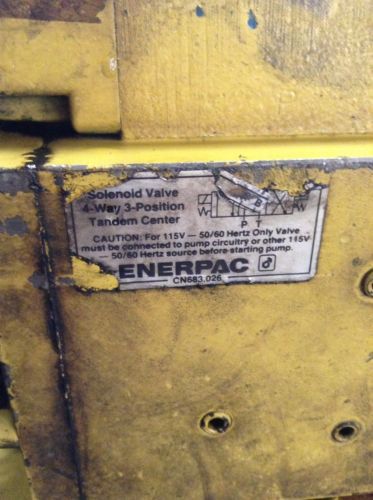 Solenoid Valve
4-Way 3-Position
Tandem Center
B
P T
CAUTION: For 115V — 50/60 Hertz Only Valve
must be connected to pump circuitry or other 115V
— 50/60 Hertz source before starting pump.
ENERPAC
CN683.026